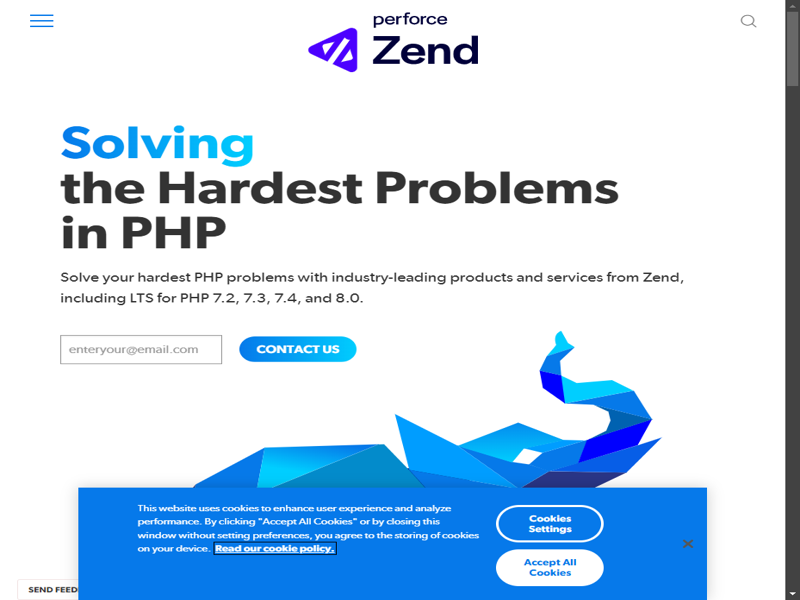 perforce
Zend
Solving
the Hardest Problems
in PHP
Solve your hardest PHP problems with industry-leading products and services from Zend,
including LTS for PHP 7.2, 7.3, 7.4, and 8.0.
enteryour@email.com
CONTACT US
This website uses cookies to enhance user experience and analyze
performance. By clicking "Accept All Cookies" or by closing this
window without setting preferences, you agree to the storing of cookies
on your device. Read our cookie policy.
Cookies
Settings
Accept All
Cookies
SEND FEED